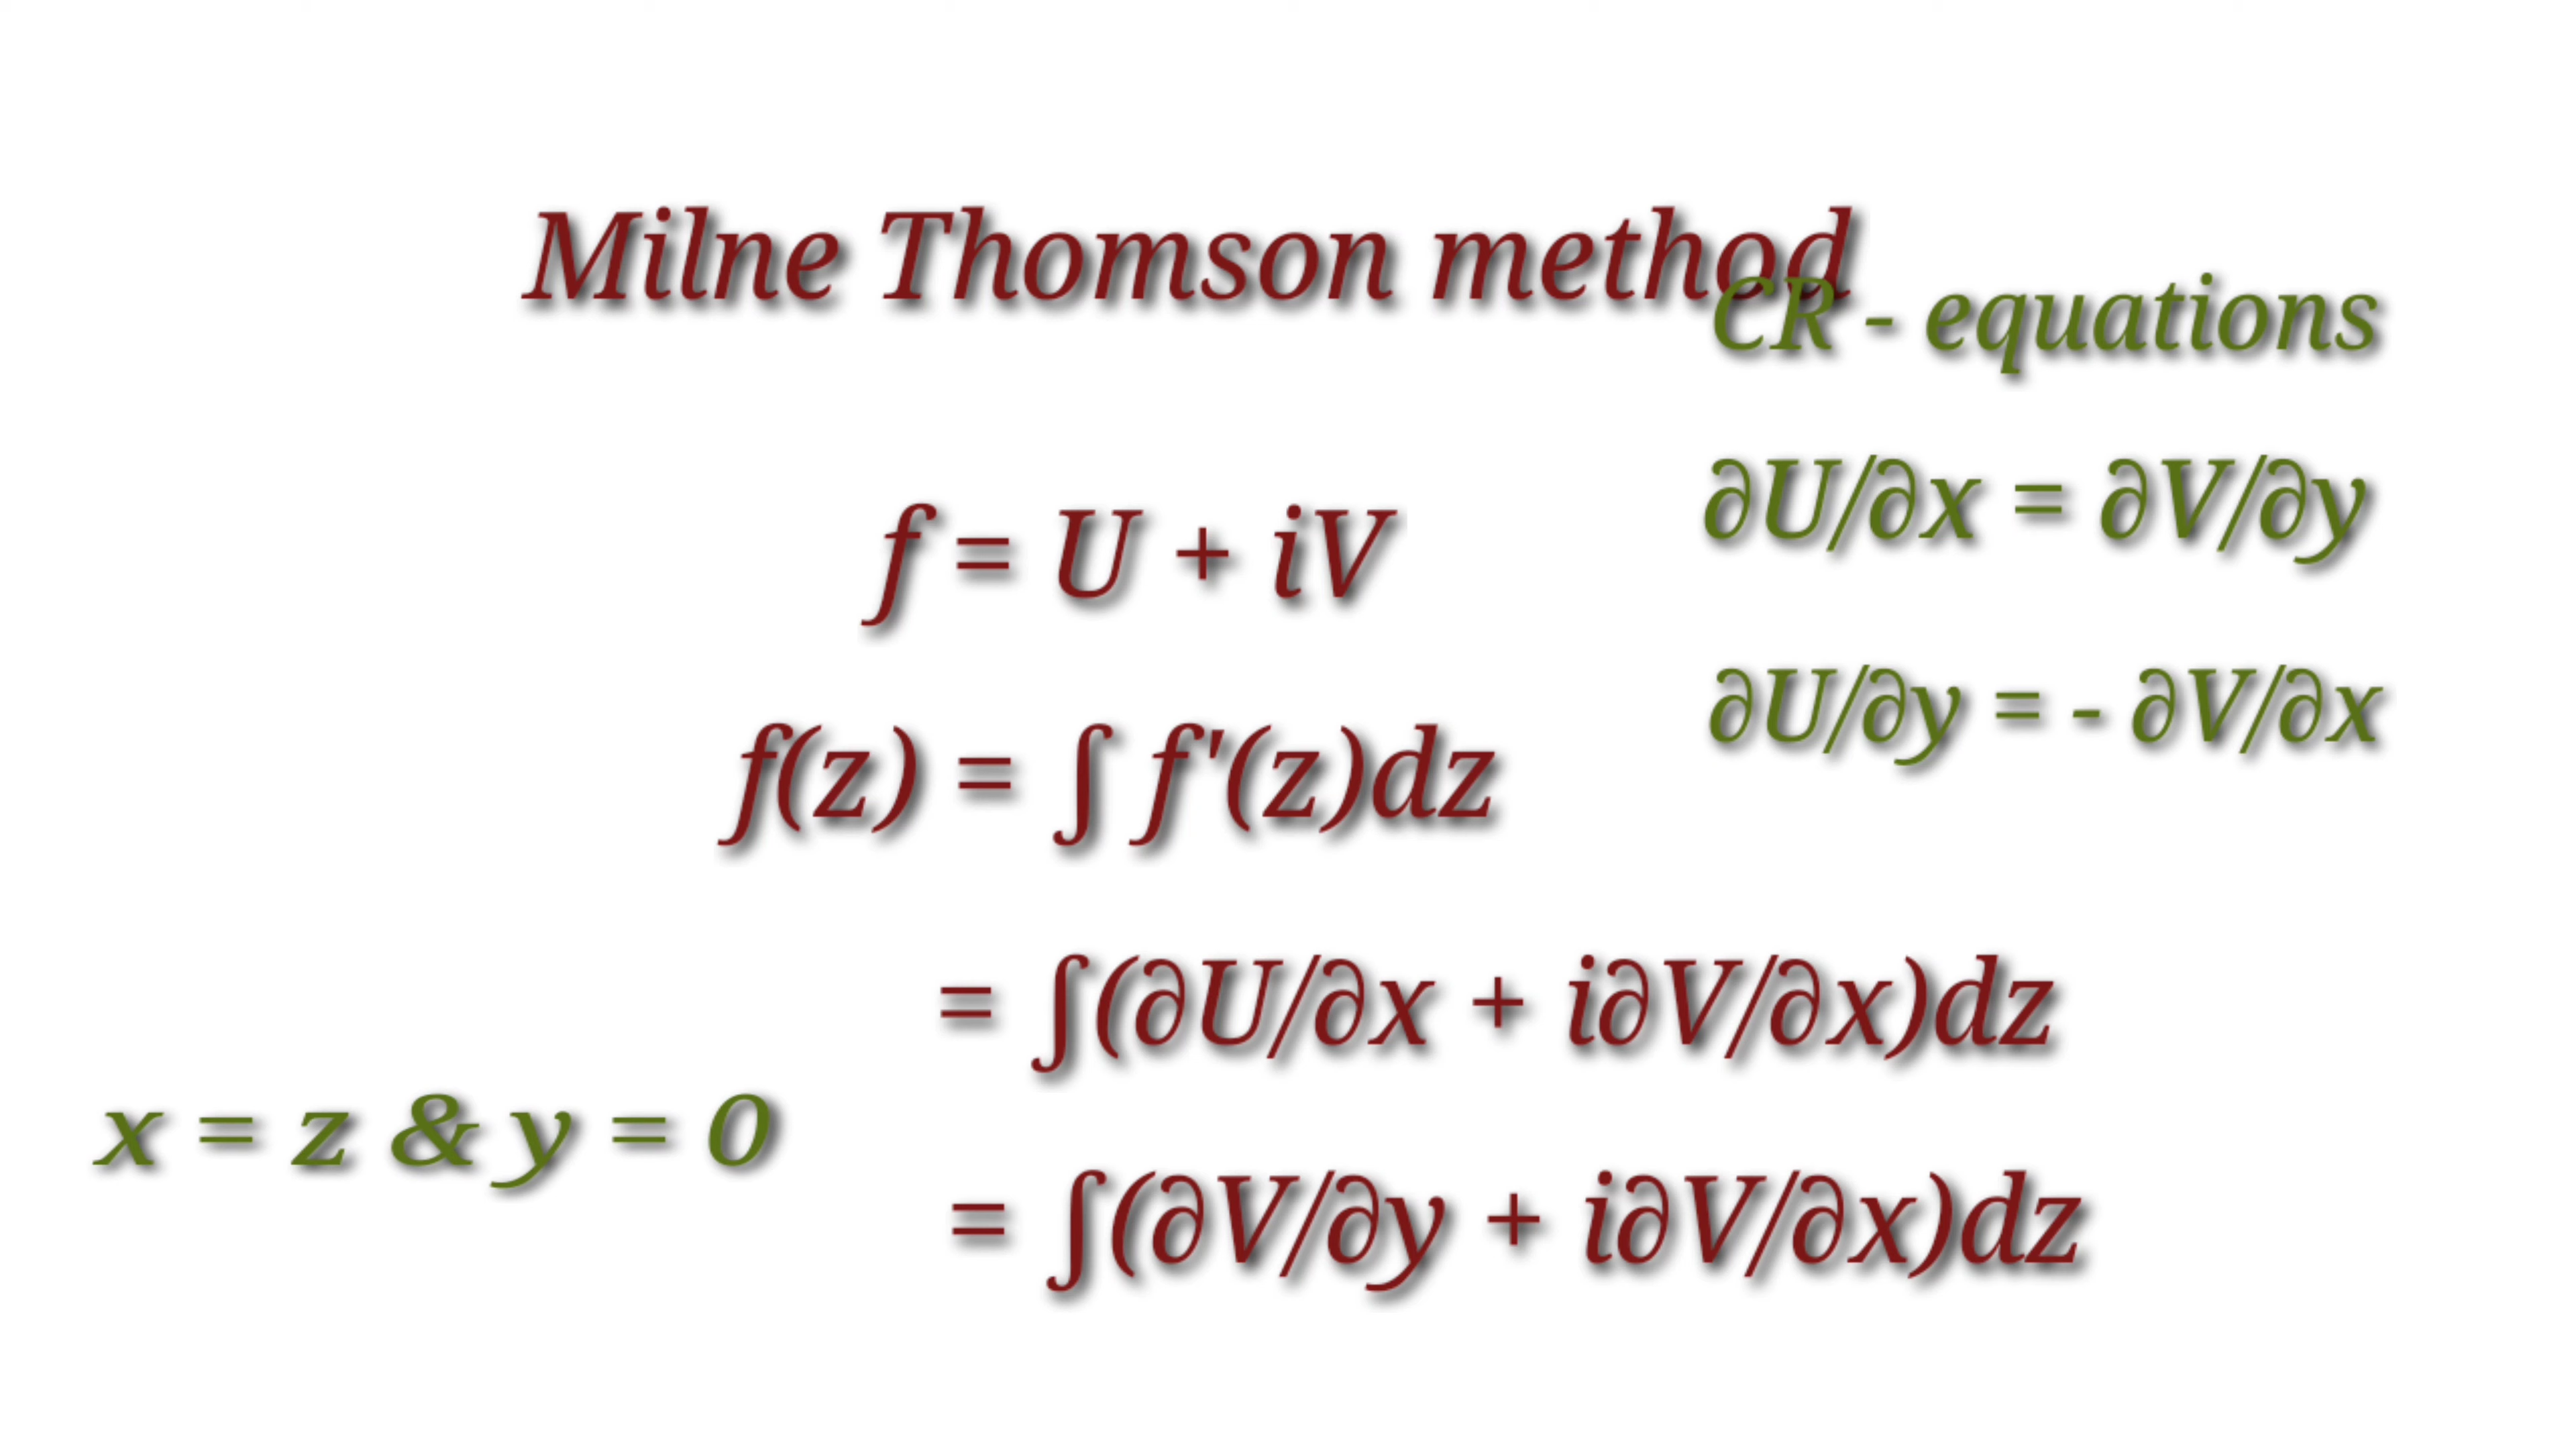 Milne Thomson method
CR - equations
f = U + iV
∂U/∂x = ∂V/∂y
f(z) = ∫ f'(z)dz
∂U/∂y = - ∂V/∂x
= ∫(∂U/∂x + i∂V/∂x)dz
x = z & y = 0
= ∫(∂V/∂y + i∂V/∂x)dz